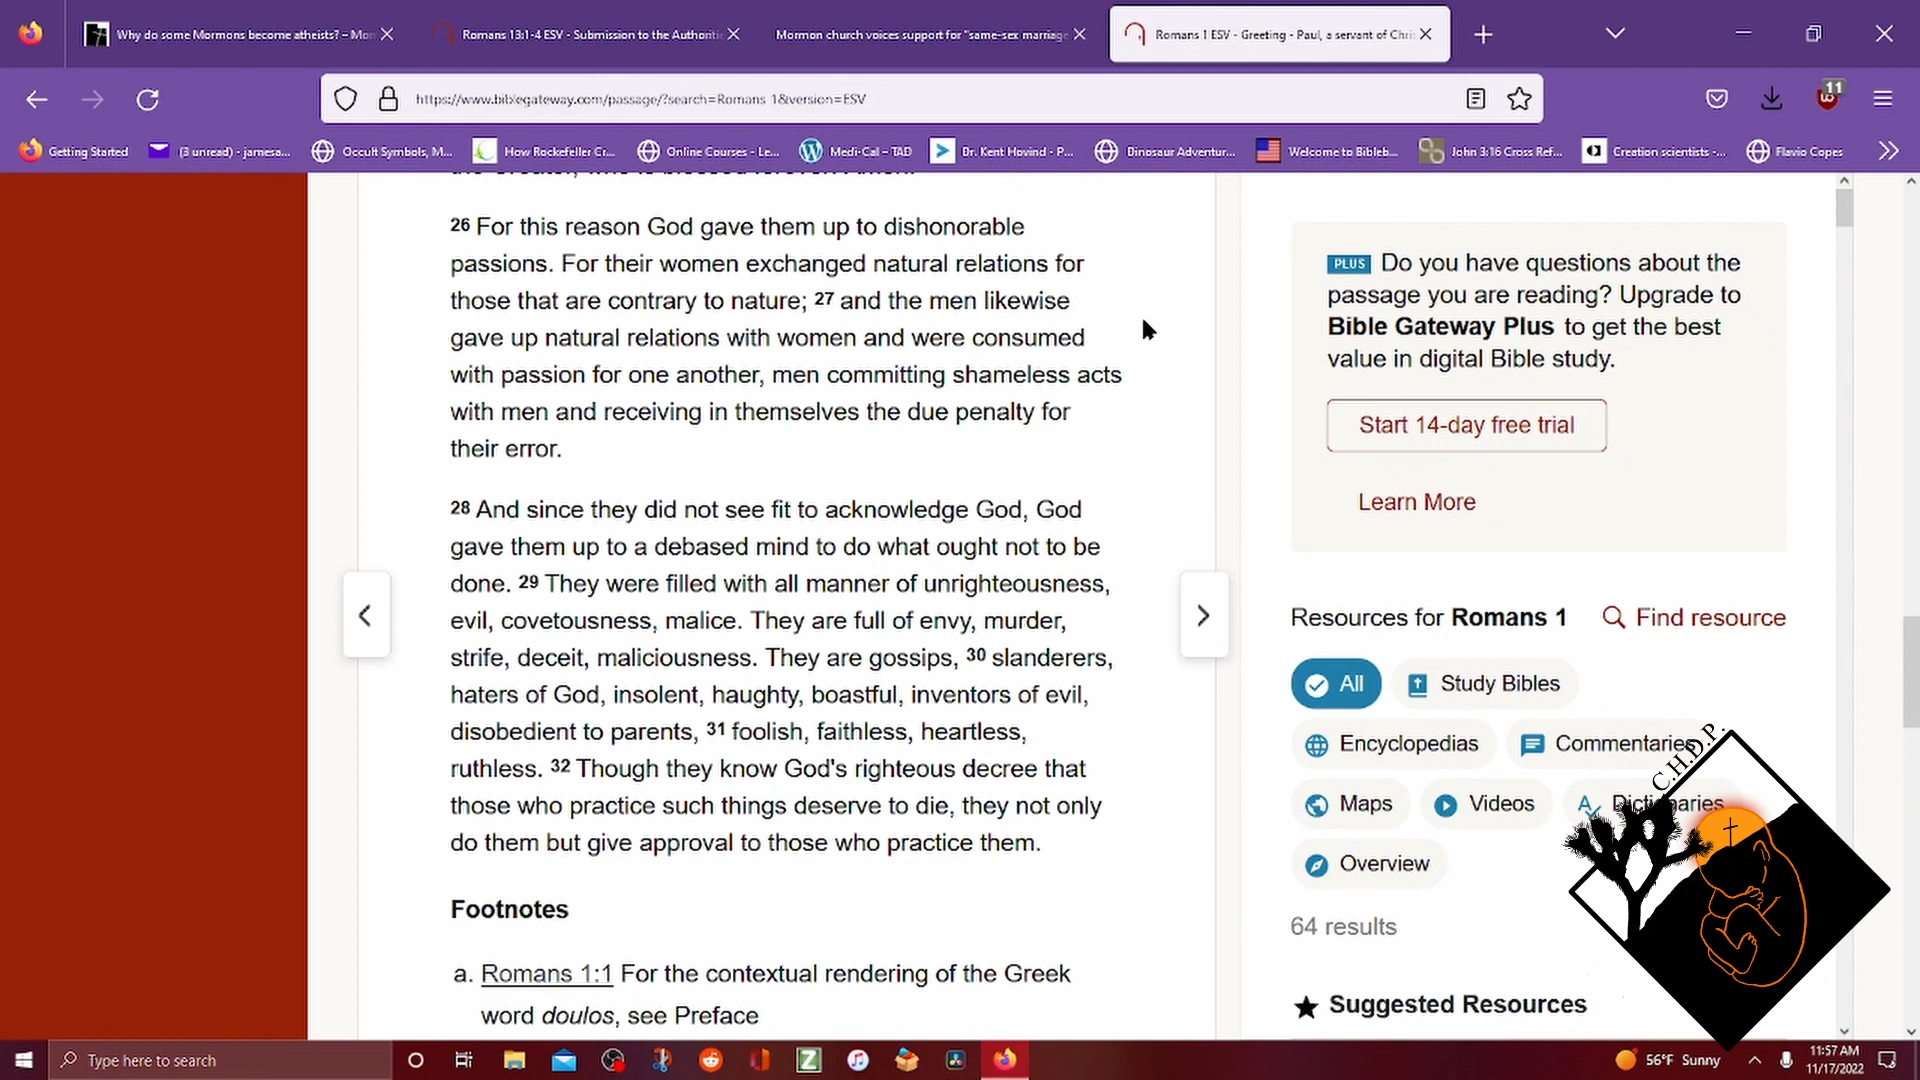 Why do some Mormons become atheists? – Mor
Romans 13:1-4 ESV - Submission to the Authoriti
Mormon church voices support for "same-sex marriage
Romans 1 ESV - Greeting - Paul, a servant of Chri
https://www.biblegateway.com/passage/?search=Romans 1&version=ESV
11
Getting Started
(3 unread) - jamesa...
Occult Symbols, M...
How Rockefeller Cr...
Online Courses - Le...
Medi-Cal – TAD
Dr. Kent Hovind - P...
Dinosaur Adventur...
Welcome to Bibleb...
John 3:16 Cross Ref...
Creation scientists -...
Flavio Copes
26 For this reason God gave them up to dishonorable
passions. For their women exchanged natural relations for
those that are contrary to nature; 27 and the men likewise
gave up natural relations with women and were consumed
with passion for one another, men committing shameless acts
with men and receiving in themselves the due penalty for
their error.
28 And since they did not see fit to acknowledge God, God
gave them up to a debased mind to do what ought not to be
done. 29 They were filled with all manner of unrighteousness,
evil, covetousness, malice. They are full of envy, murder,
strife, deceit, maliciousness. They are gossips, 30 slanderers,
haters of God, insolent, haughty, boastful, inventors of evil,
disobedient to parents, 31 foolish, faithless, heartless,
ruthless. 32 Though they know God's righteous decree that
those who practice such things deserve to die, they not only
do them but give approval to those who practice them.
Footnotes
a. Romans 1:1 For the contextual rendering of the Greek
word doulos, see Preface
PLUS Do you have questions about the
passage you are reading? Upgrade to
Bible Gateway Plus to get the best
value in digital Bible study.
Start 14-day free trial
Learn More
Resources for Romans 1
Find resource
All
Study Bibles
Encyclopedias
Commentaries
Maps
Videos
Dictionaries
Overview
64 results
Suggested Resources
C.H.D.P.
Type here to search
56°F Sunny
11:57 AM
11/17/2022